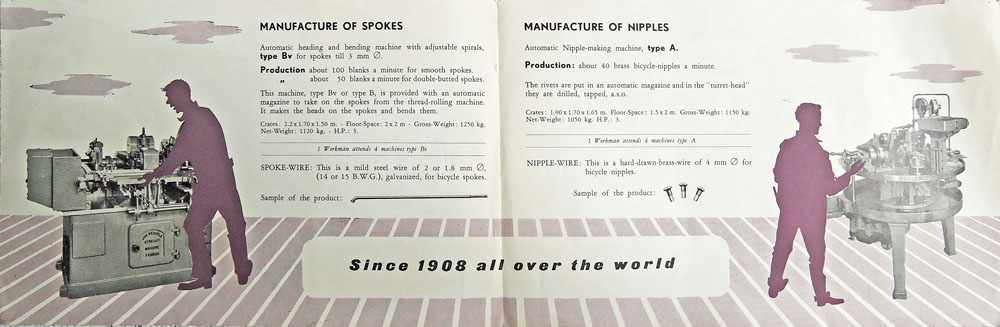 MANUFACTURE OF SPOKES
Automatic heading and bending machine with adjustable spirals,
type Bv for spokes till 3 mm ∅.
Production about 100 blanks a minute for smooth spokes.
„ about 50 blanks a minute for double-butted spokes.
This machine, type Bv or type B, is provided with an automatic
magazine to take on the spokes from the thread-rolling machine.
It makes the heads on the spokes and bends them.
Crates: 2.2 x 1.70 x 1.50 m. - Floor-Space: 2 x 2 m - Gross-Weight: 1250 kg.
Net-Weight: 1120 kg. - H.P.: 3.
1 Workman attends 4 machines type Bv
SPOKE-WIRE: This is a mild steel wire of 2 or 1.8 mm ∅,
(14 or 15 B.W.G.), galvanized, for bicycle spokes.
Sample of the product:
MANUFACTURE OF NIPPLES
Automatic Nipple-making machine, type A.
Production: about 40 brass bicycle-nipples a minute.
The rivets are put in an automatic magazine and in the "turret-head"
they are drilled, tapped, a.s.o.
Crates: 1.90 x 1.70 x 1.65 m. Floor-Space: 1.5 x 2 m. Gross-Weight: 1150 kg.
Net-Weight: 1050 kg. H.P.: 3.
1 Workman attends 4 machines type A
NIPPLE-WIRE: This is a hard-drawn-brass-wire of 4 mm ∅ for
bicycle nipples.
Sample of the product:
Since 1908 all over the world